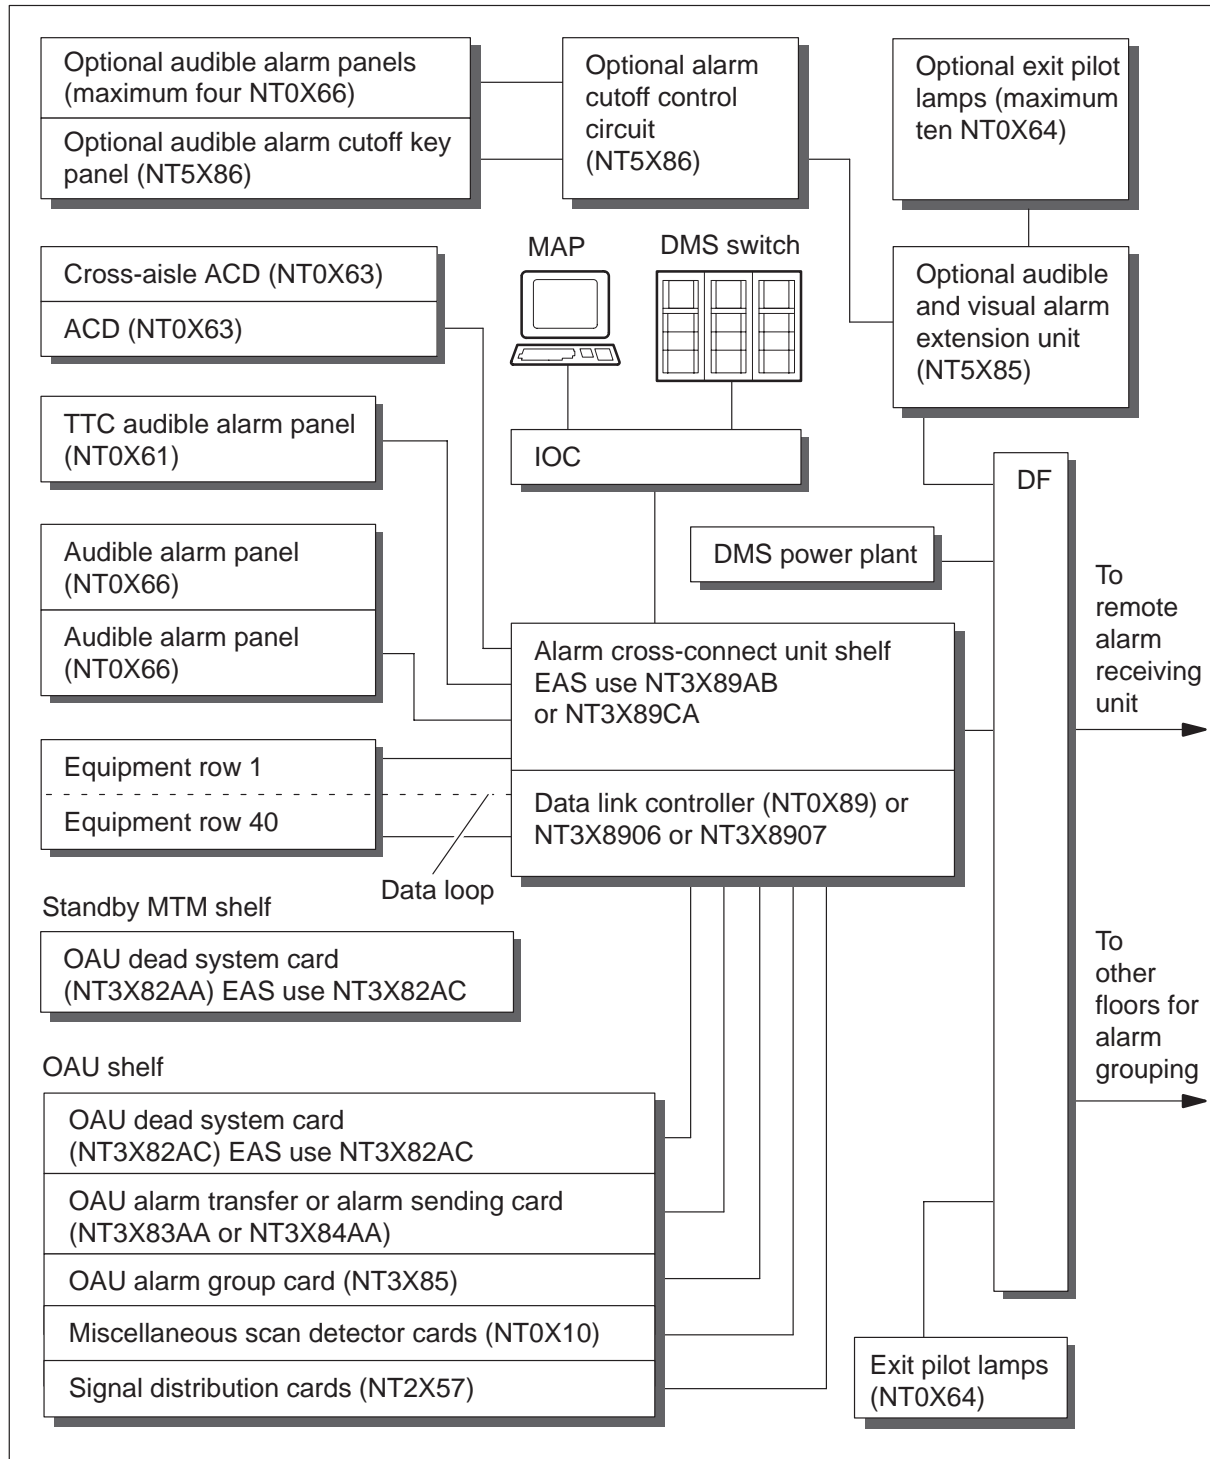 Optional audible alarm panels
(maximum four NT0X66)
Optional audible alarm cutoff key
panel (NT5X86)
Optional alarm
cutoff control
circuit
(NT5X86)
Optional exit pilot
lamps (maximum
ten NT0X64)
Cross-aisle ACD (NT0X63)
ACD (NT0X63)
MAP
DMS switch
Optional audible
and visual alarm
extension unit
(NT5X85)
TTC audible alarm panel
(NT0X61)
IOC
DF
Audible alarm panel
(NT0X66)
Audible alarm panel
(NT0X66)
DMS power plant
To
remote
alarm
receiving
unit
Alarm cross-connect unit shelf
EAS use NT3X89AB
or NT3X89CA
Equipment row 1
Equipment row 40
Data link controller (NT0X89) or
NT3X8906 or NT3X8907
Data loop
Standby MTM shelf
OAU dead system card
(NT3X82AA) EAS use NT3X82AC
To
other
floors for
alarm
grouping
OAU shelf
OAU dead system card
(NT3X82AC) EAS use NT3X82AC
OAU alarm transfer or alarm sending card
(NT3X83AA or NT3X84AA)
OAU alarm group card (NT3X85)
Miscellaneous scan detector cards (NT0X10)
Signal distribution cards (NT2X57)
Exit pilot lamps
(NT0X64)